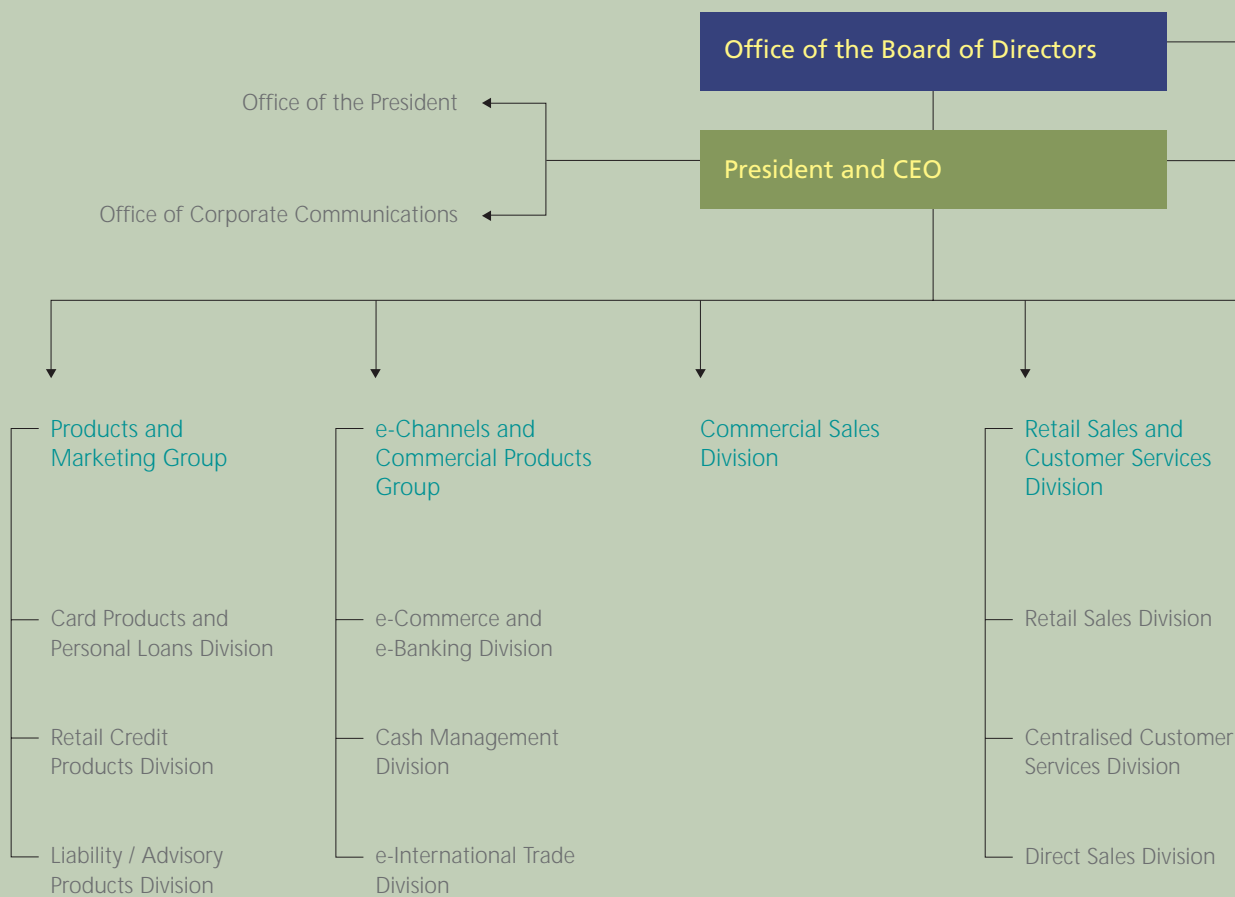 Office of the Board of Directors
Office of the President
President and CEO
Office of Corporate Communications
Products and
Marketing Group
Card Products and
Personal Loans Division
Retail Credit
Products Division
Liability / Advisory
Products Division
e-Channels and
Commercial Products
Group
e-Commerce and
e-Banking Division
Cash Management
Division
e-International Trade
Division
Commercial Sales
Division
Retail Sales and
Customer Services
Division
Retail Sales Division
Centralised Customer
Services Division
Direct Sales Division